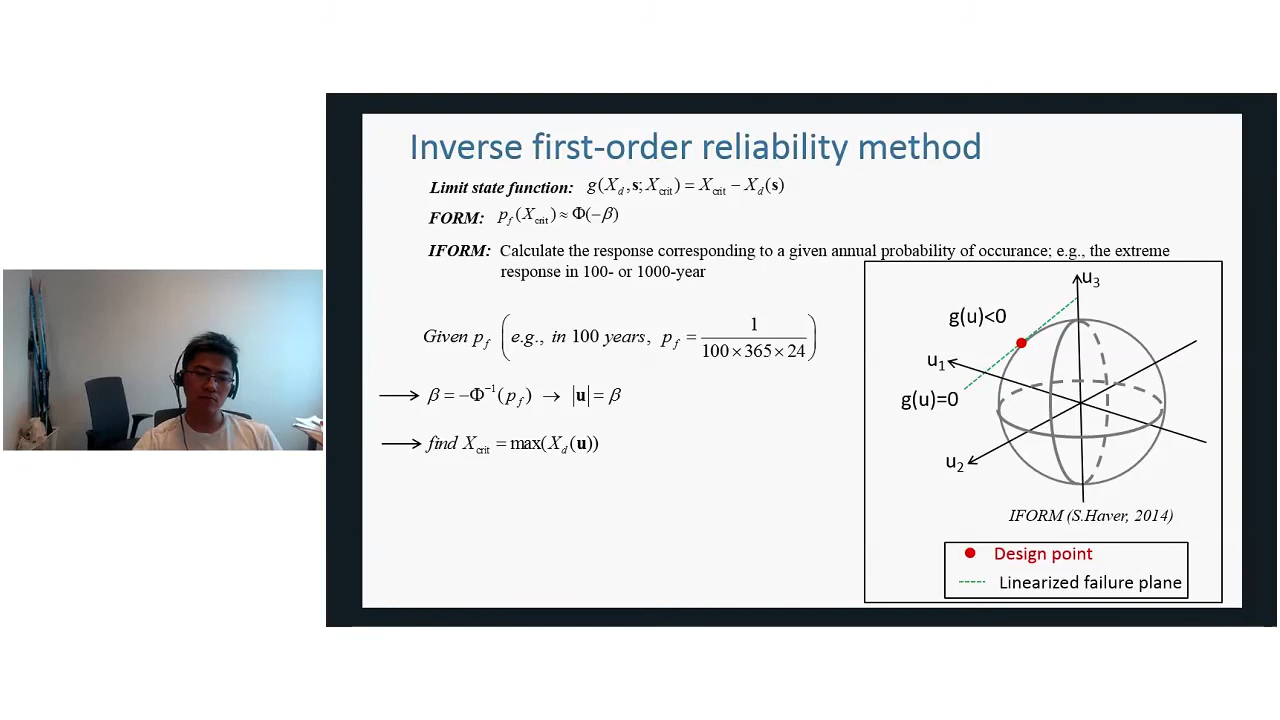 Inverse first-order reliability method
Limit state function: g(X_d, s; X_crit) = X_crit − X_d(s)
FORM: p_f(X_crit) ≈ Φ(−β)
IFORM: Calculate the response corresponding to a given annual probability of occurance; e.g., the extreme
response in 100- or 1000-year
Given p_f (e.g., in 100 years, p_f = 1 / (100×365×24))
→ β = −Φ⁻¹(p_f) → |u| = β
→ find X_crit = max(X_d(u))
u₃
g(u)<0
u₁
g(u)=0
u₂
IFORM (S.Haver, 2014)
Design point
Linearized failure plane